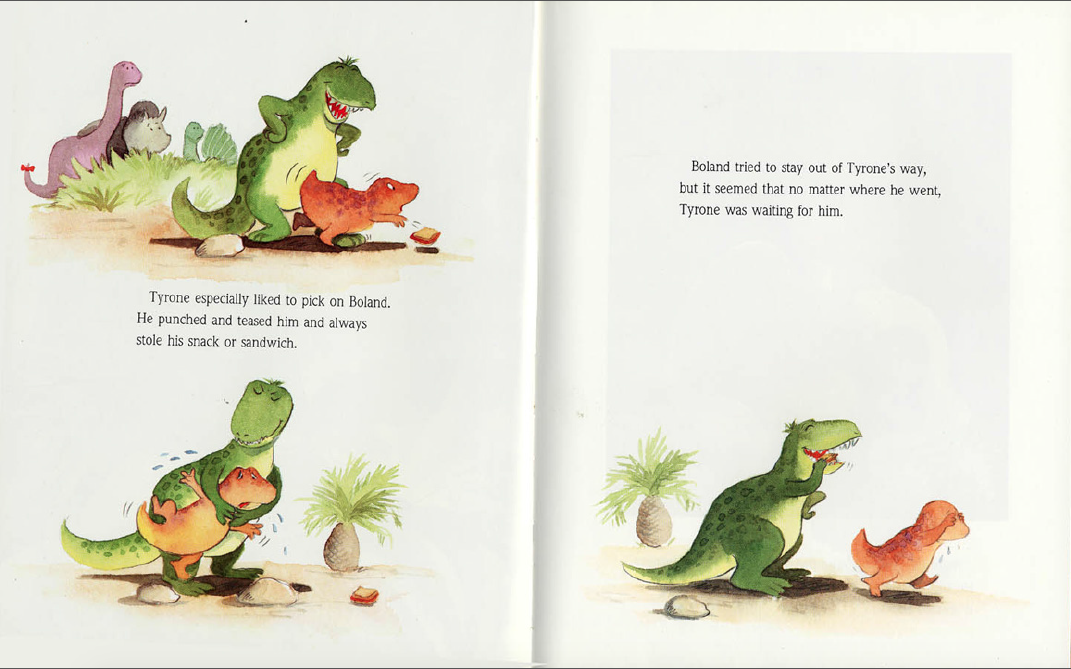 Tyrone especially liked to pick on Boland.
He punched and teased him and always
stole his snack or sandwich.
Boland tried to stay out of Tyrone's way,
but it seemed that no matter where he went,
Tyrone was waiting for him.